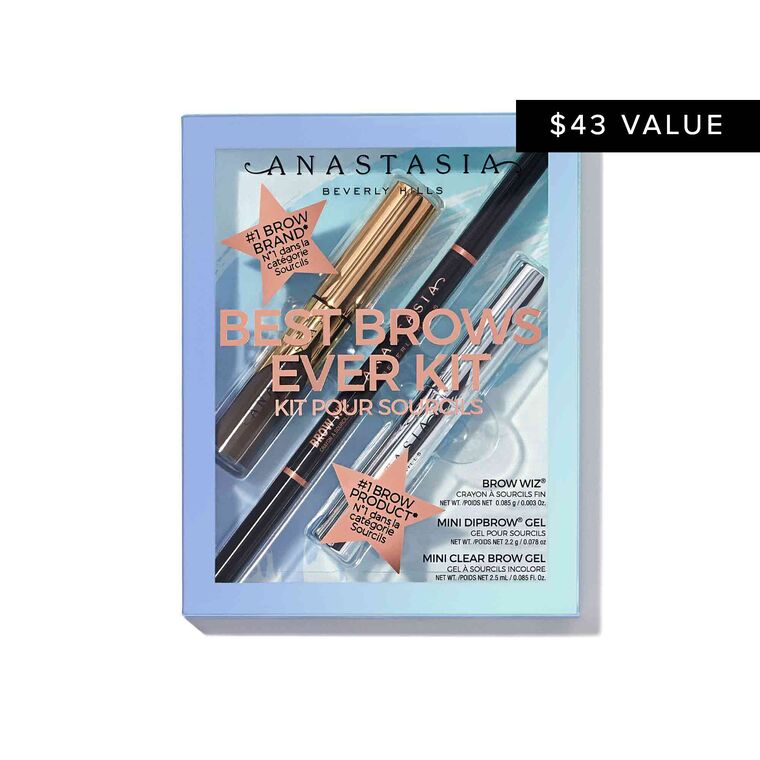 $43 VALUE
ANASTASIA
BEVERLY HILLS
#1 BROW
BRAND*
N°1 dans la
catégorie
Sourcils
BEST BROWS
EVER KIT
KIT POUR SOURCILS
BROW WIZ
#1 BROW
PRODUCT*
N°1 dans la
catégorie
Sourcils
BROW WIZ®
CRAYON À SOURCILS FIN
NET WT. /POIDS NET 0.085 g / 0.003 Oz.
MINI DIPBROW® GEL
GEL POUR SOURCILS
NET WT. /POIDS NET 2.2 g / 0.078 oz
MINI CLEAR BROW GEL
GEL À SOURCILS INCOLORE
NET WT. /POIDS NET 2.5 mL / 0.085 Fl. Oz.